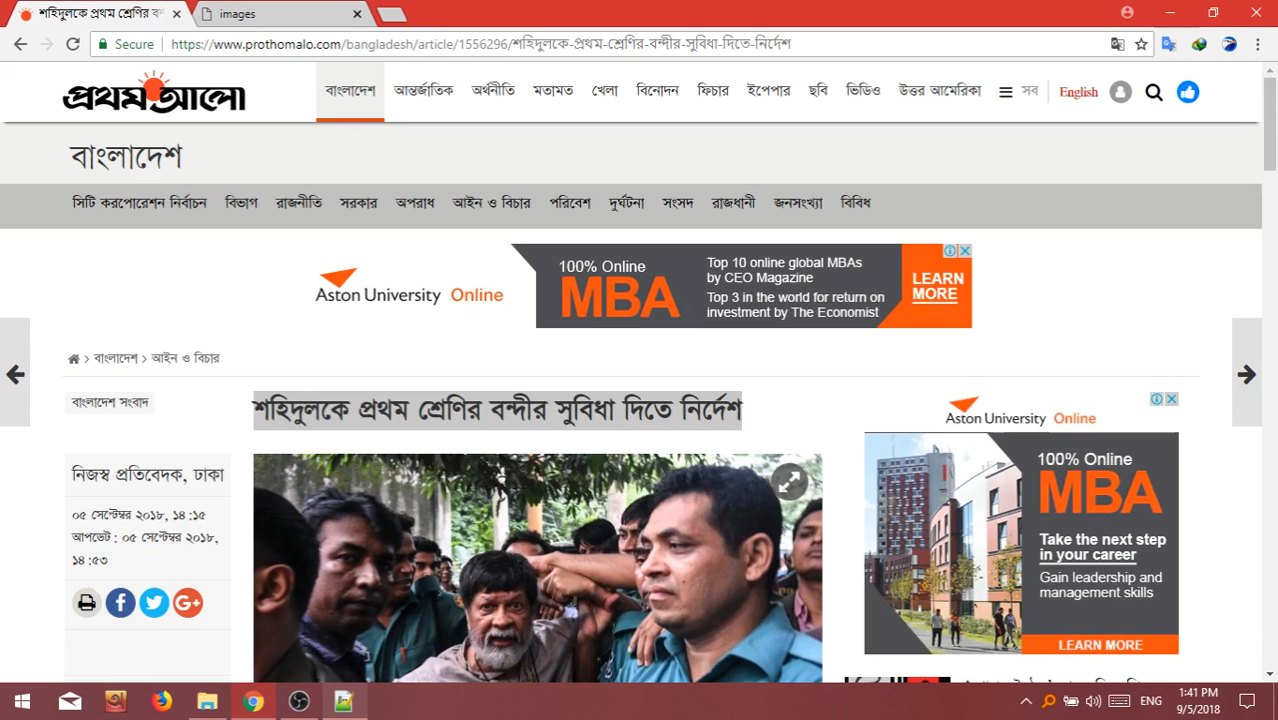 শহিদুলকে প্রথম শ্রেণির বন্
images
Secure
https://www.prothomalo.com/bangladesh/article/1556296/শহিদুলকে-প্রথম-শ্রেণির-বন্দীর-সুবিধা-দিতে-নির্দেশ
প্রথম আলো
বাংলাদেশ আন্তর্জাতিক অর্থনীতি মতামত খেলা বিনোদন ফিচার ইপেপার ছবি ভিডিও উত্তর আমেরিকা সব English
বাংলাদেশ
সিটি করপোরেশন নির্বাচন বিভাগ রাজনীতি সরকার অপরাধ আইন ও বিচার পরিবেশ দুর্ঘটনা সংসদ রাজধানী জনসংখ্যা বিবিধ
Aston University Online
100% Online
MBA
Top 10 online global MBAs
by CEO Magazine
Top 3 in the world for return on
investment by The Economist
LEARN
MORE
> বাংলাদেশ > আইন ও বিচার
বাংলাদেশ সংবাদ
শহিদুলকে প্রথম শ্রেণির বন্দীর সুবিধা দিতে নির্দেশ
নিজস্ব প্রতিবেদক, ঢাকা
০৫ সেপ্টেম্বর ২০১৮, ১৪:১৫
আপডেট : ০৫ সেপ্টেম্বর ২০১৮,
১৪:৫৩
Aston University Online
100% Online
MBA
Take the next step
in your career
Gain leadership and
management skills
LEARN MORE
ENG
1:41 PM
9/5/2018